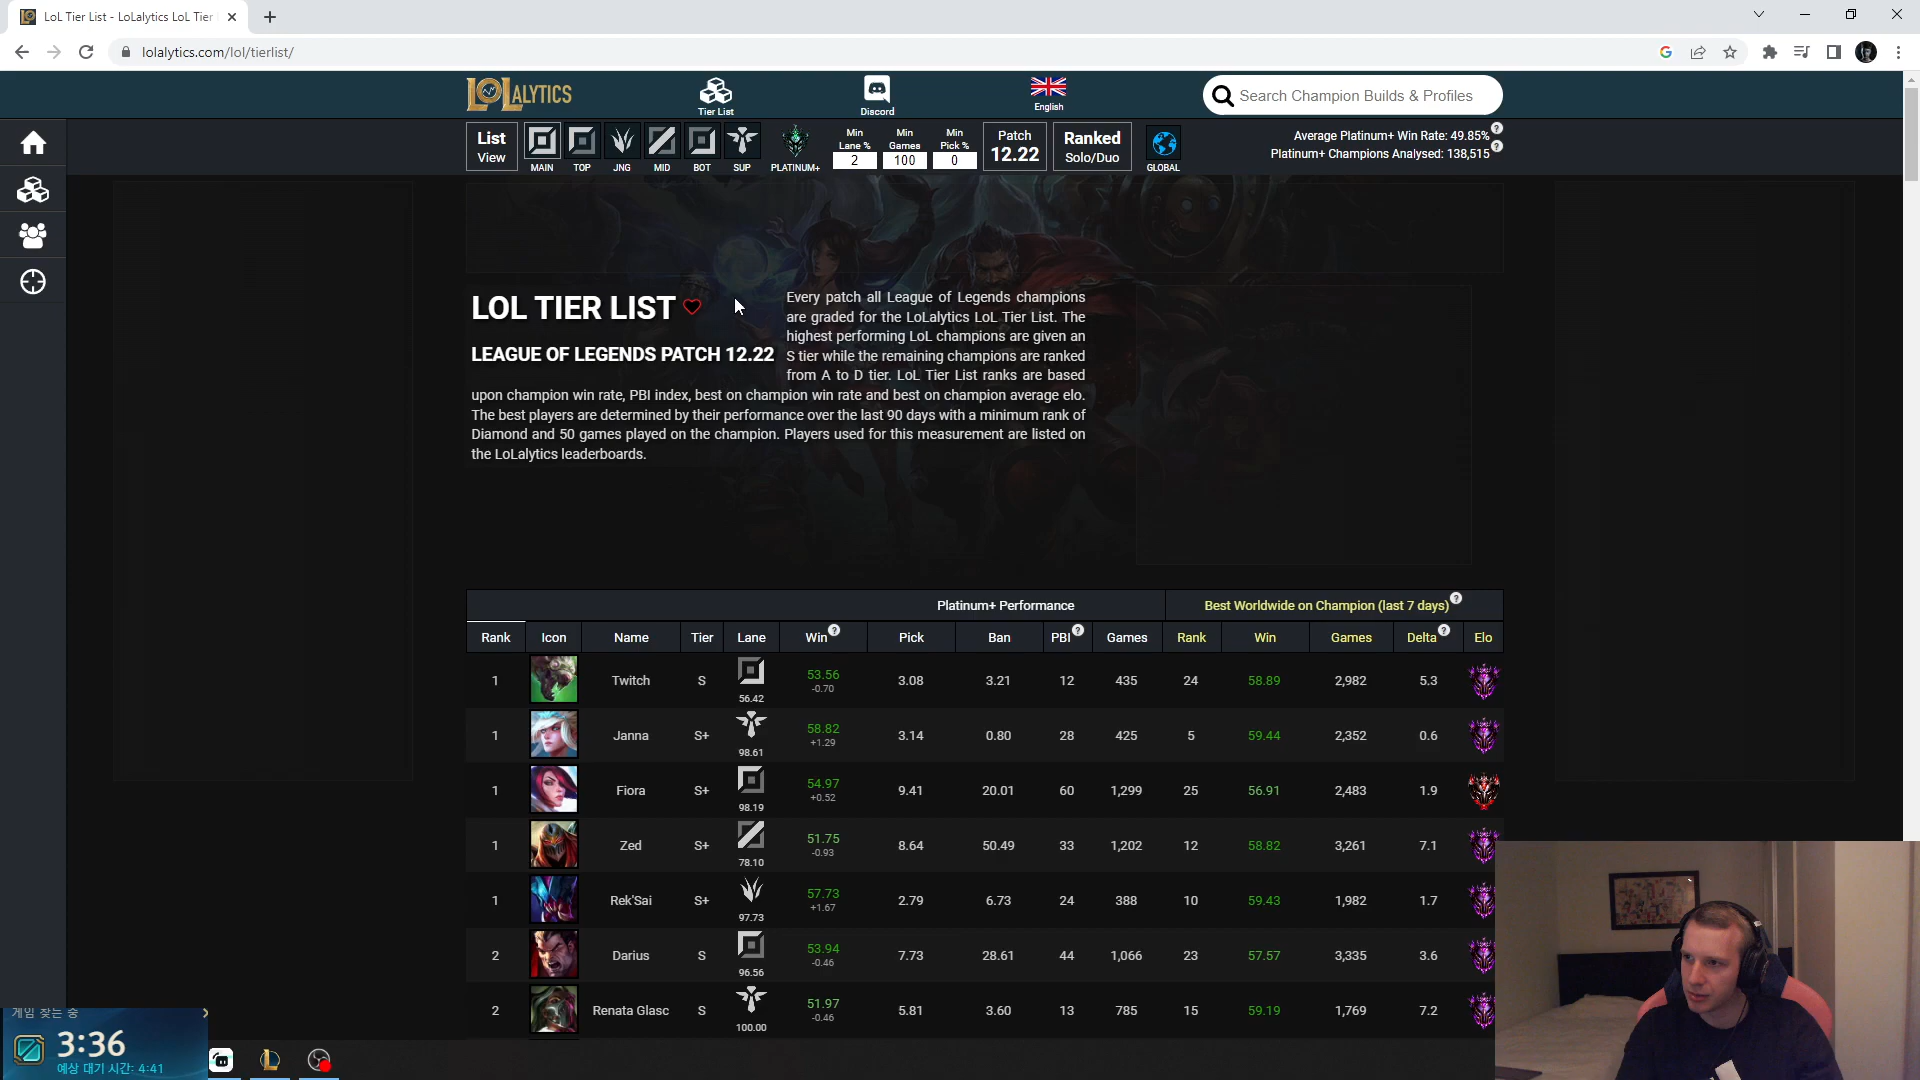 LoL Tier List - LoLalytics LoL Tier
lolalytics.com/lol/tierlist/
LOLALYTICS
Tier List
Discord
English
Search Champion Builds & Profiles
List
View
MAIN
TOP
JNG
MID
BOT
SUP
PLATINUM+
Min
Lane %
2
Min
Games
100
Min
Pick %
0
Patch
12.22
Ranked
Solo/Duo
GLOBAL
Average Platinum+ Win Rate: 49.85% ?
Platinum+ Champions Analysed: 138,515 ?
LOL TIER LIST
LEAGUE OF LEGENDS PATCH 12.22
Every patch all League of Legends champions
are graded for the LoLalytics LoL Tier List. The
highest performing LoL champions are given an
S tier while the remaining champions are ranked
from A to D tier. LoL Tier List ranks are based
upon champion win rate, PBI index, best on champion win rate and best on champion average elo.
The best players are determined by their performance over the last 90 days with a minimum rank of
Diamond and 50 games played on the champion. Players used for this measurement are listed on
the LoLalytics leaderboards.
Platinum+ Performance Best Worldwide on Champion (last 7 days) ?
Rank Icon Name Tier Lane Win ? Pick Ban PBI ? Games Rank Win Games Delta ? Elo
1 Twitch S 56.42 53.56 -0.70 3.08 3.21 12 435 24 58.89 2,982 5.3
1 Janna S+ 98.61 58.82 +1.29 3.14 0.80 28 425 5 59.44 2,352 0.6
1 Fiora S+ 98.19 54.97 +0.52 9.41 20.01 60 1,299 25 56.91 2,483 1.9
1 Zed S+ 78.10 51.75 -0.93 8.64 50.49 33 1,202 12 58.82 3,261 7.1
1 Rek'Sai S+ 97.73 57.73 +1.67 2.79 6.73 24 388 10 59.43 1,982 1.7
2 Darius S 96.56 53.94 -0.46 7.73 28.61 44 1,066 23 57.57 3,335 3.6
2 Renata Glasc S 100.00 51.97 -0.46 5.81 3.60 13 785 15 59.19 1,769 7.2
게임 찾는 중
3:36
예상 대기 시간: 4:41